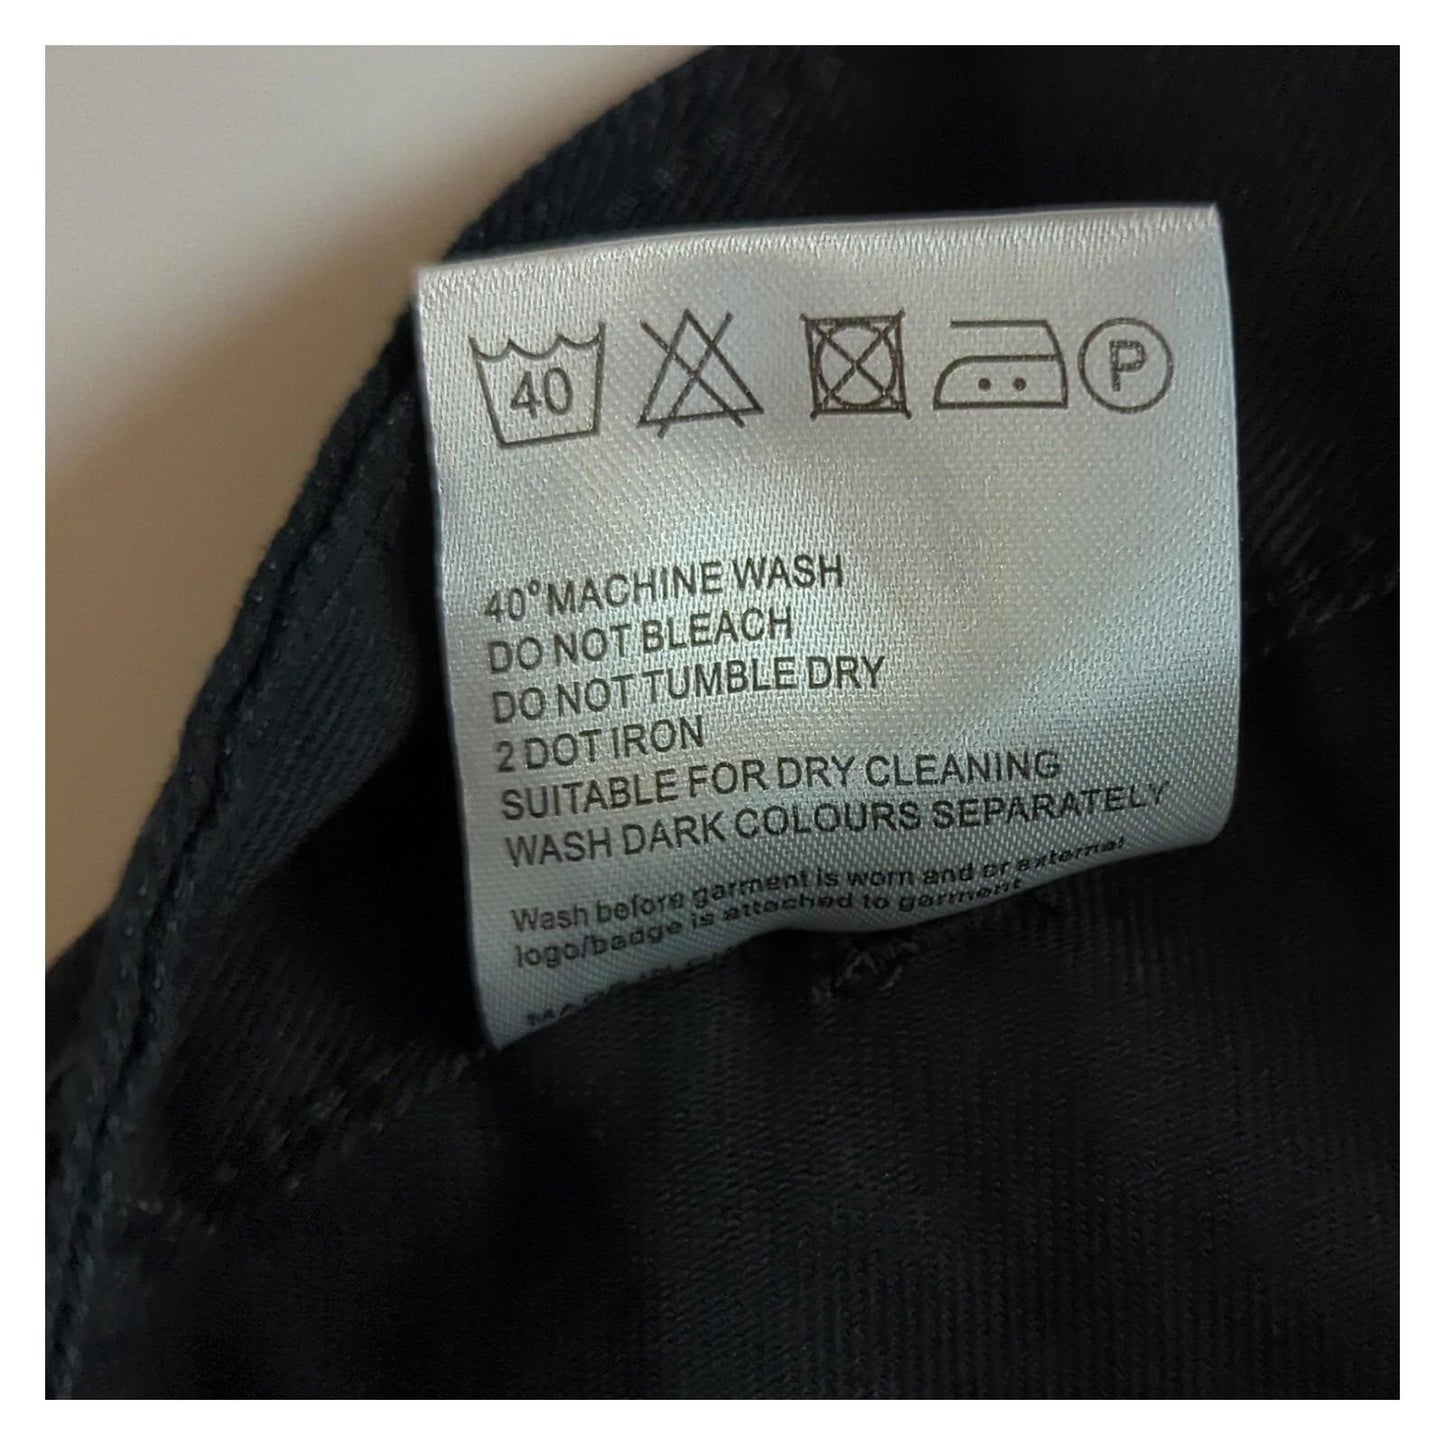 40 P
40° MACHINE WASH
DO NOT BLEACH
DO NOT TUMBLE DRY
2 DOT IRON
SUITABLE FOR DRY CLEANING
WASH DARK COLOURS SEPARATELY
Wash before garment is worn and or external
logo/badge is attached to garment